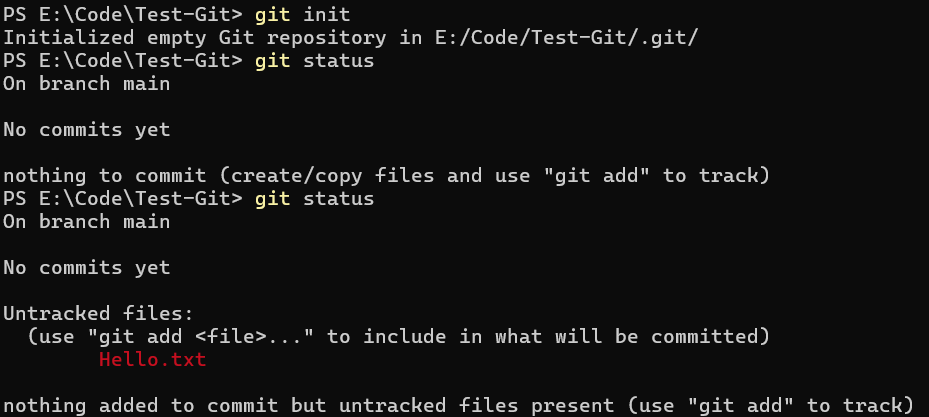 PS E:\Code\Test-Git> git init
Initialized empty Git repository in E:/Code/Test-Git/.git/
PS E:\Code\Test-Git> git status
On branch main
No commits yet
nothing to commit (create/copy files and use "git add" to track)
PS E:\Code\Test-Git> git status
On branch main
No commits yet
Untracked files:
(use "git add <file>..." to include in what will be committed)
Hello.txt
nothing added to commit but untracked files present (use "git add" to track)